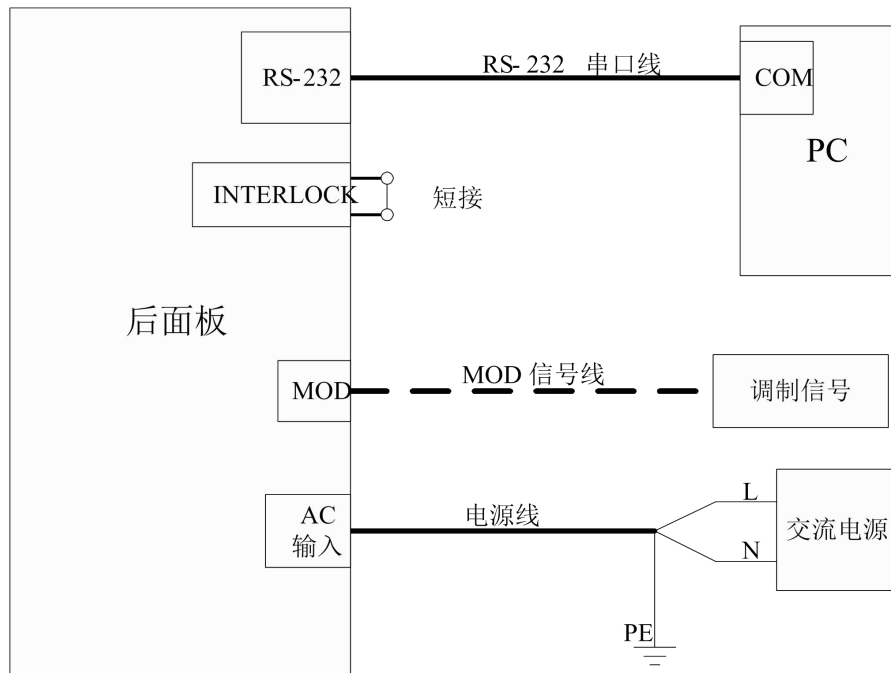 RS-232
RS-232 串口线
COM
PC
INTERLOCK
短接
后面板
MOD
MOD 信号线
调制信号
AC
输入
电源线
L
N
交流电源
PE